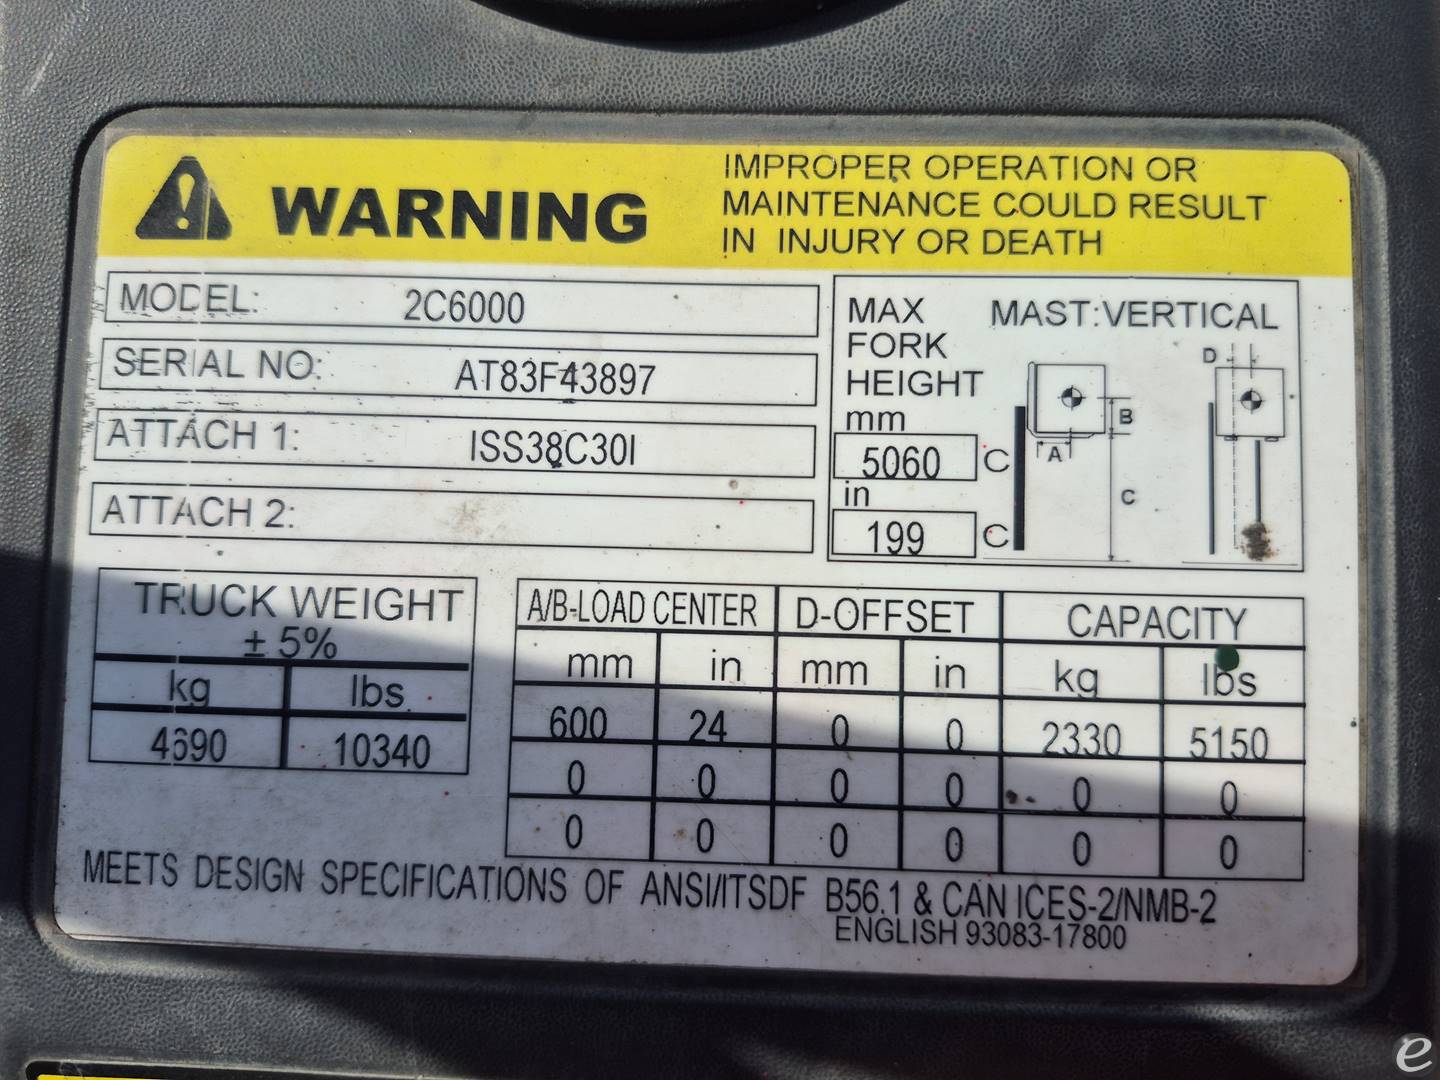 WARNING
IMPROPER OPERATION OR
MAINTENANCE COULD RESULT
IN INJURY OR DEATH
MODEL: 2C6000
SERIAL NO: AT83F43897
ATTACH 1: ISS38C30I
ATTACH 2:
MAX
FORK
HEIGHT
mm
5060 C
in
199 C
MAST:VERTICAL
A
B
C
D
TRUCK WEIGHT
± 5%
kg lbs
4690 10340
A/B-LOAD CENTER D-OFFSET CAPACITY
mm in mm in kg lbs
600 24 0 0 2330 5150
0 0 0 0 0 0
0 0 0 0 0 0
MEETS DESIGN SPECIFICATIONS OF ANSI/ITSDF B56.1 & CAN ICES-2/NMB-2
ENGLISH 93083-17800
e